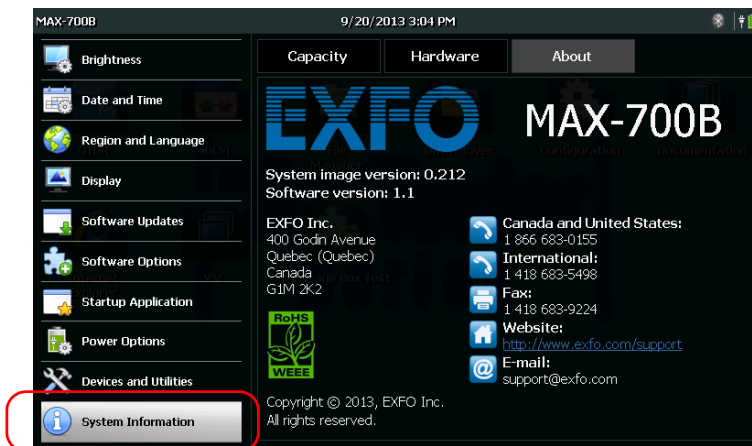 MAX-700B
9/20/2013 3:04 PM
Brightness
Date and Time
Region and Language
Display
Software Updates
Software Options
Startup Application
Power Options
Devices and Utilities
System Information
Capacity
Hardware
About
EXFO
MAX-700B
System image version: 0.212
Software version: 1.1
EXFO Inc.
400 Godin Avenue
Quebec (Quebec)
Canada
G1M 2K2
Canada and United States:
1 866 683-0155
International:
1 418 683-5498
Fax:
1 418 683-9224
Website:
http://www.exfo.com/support
E-mail:
support@exfo.com
RoHS
WEEE
Copyright © 2013, EXFO Inc.
All rights reserved.
Configuration
Documentation
Manager